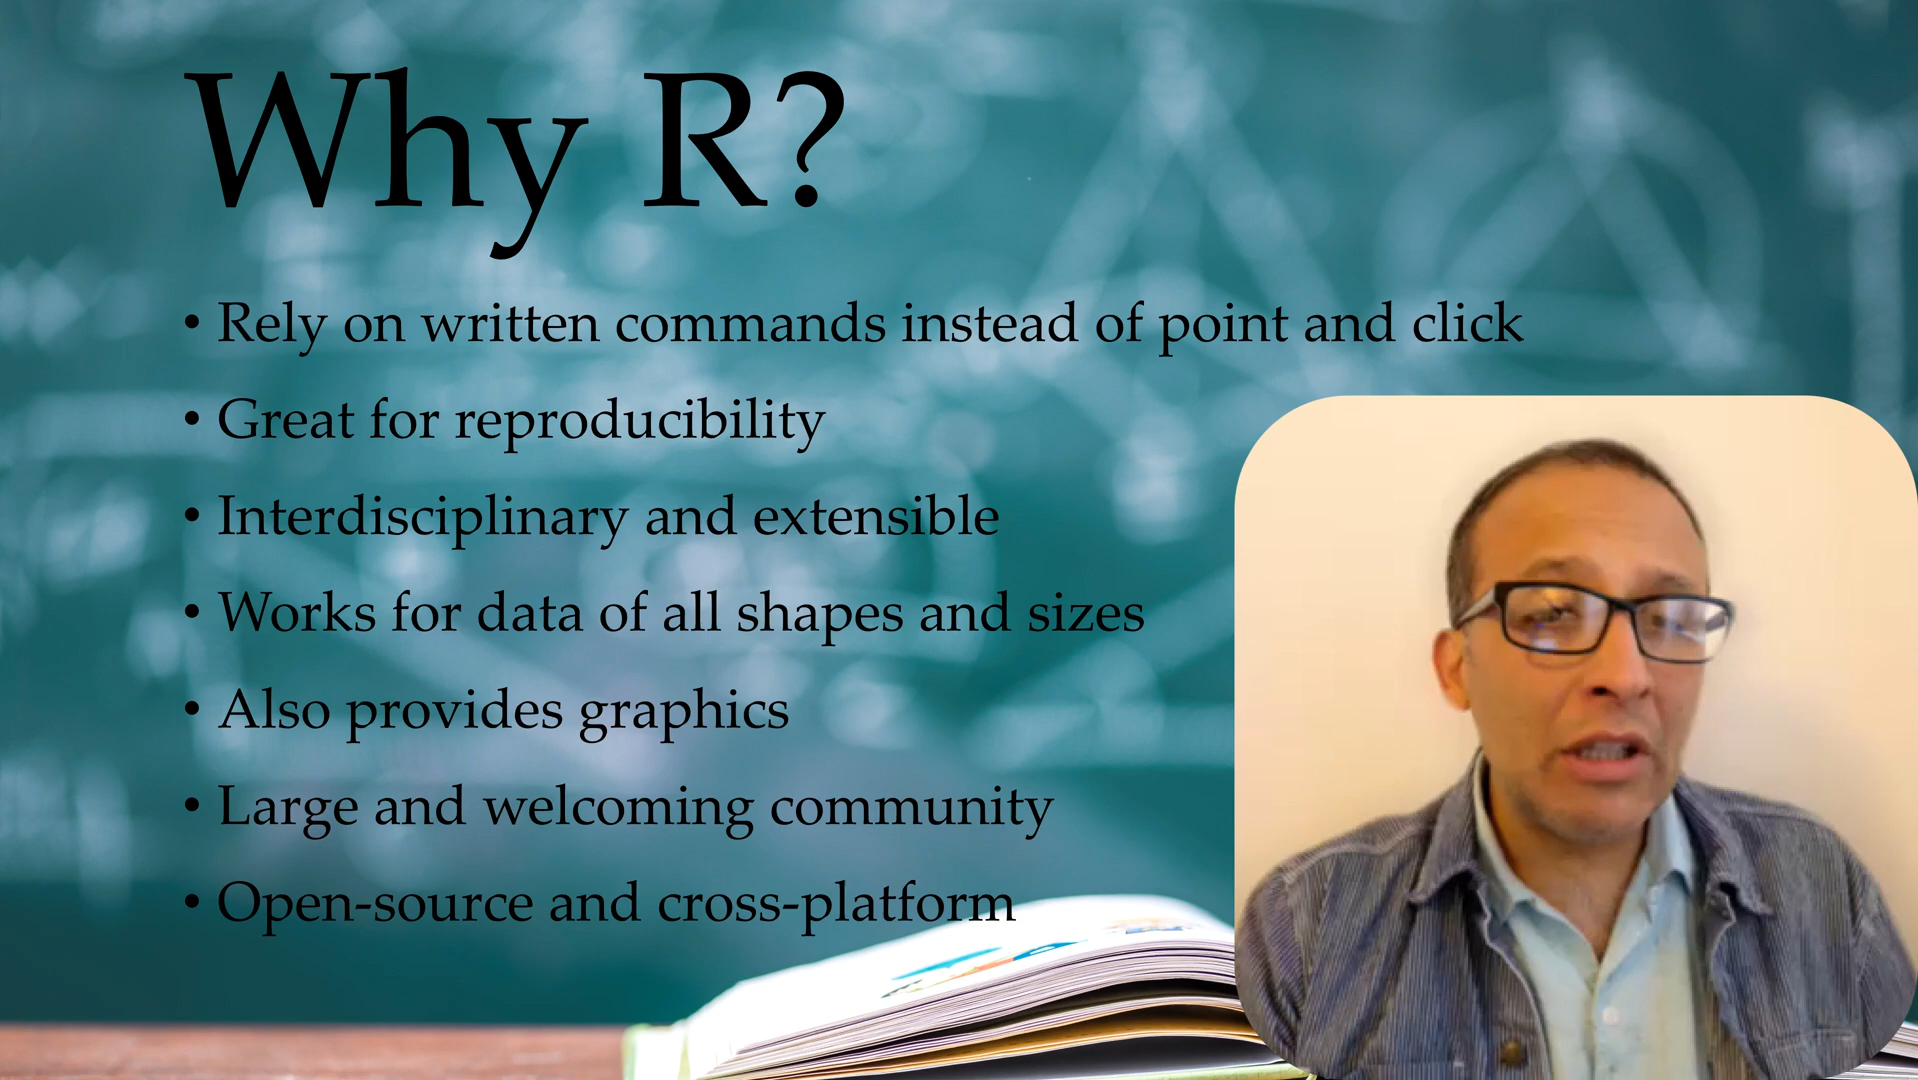 Why R?
• Rely on written commands instead of point and click
• Great for reproducibility
• Interdisciplinary and extensible
• Works for data of all shapes and sizes
• Also provides graphics
• Large and welcoming community
• Open-source and cross-platform